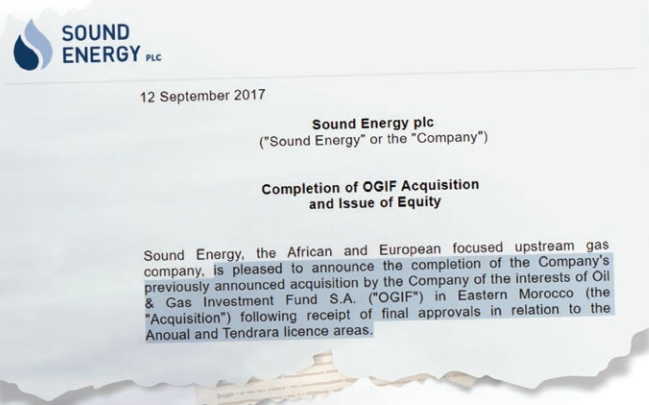 SOUND
ENERGY PLC
12 September 2017
Sound Energy plc
("Sound Energy" or the "Company")
Completion of OGIF Acquisition
and Issue of Equity
Sound Energy, the African and European focused upstream gas
company, is pleased to announce the completion of the Company's
previously announced acquisition by the Company of the interests of Oil
& Gas Investment Fund S.A. ("OGIF") in Eastern Morocco (the
"Acquisition") following receipt of final approvals in relation to the
Anoual and Tendrara licence areas.